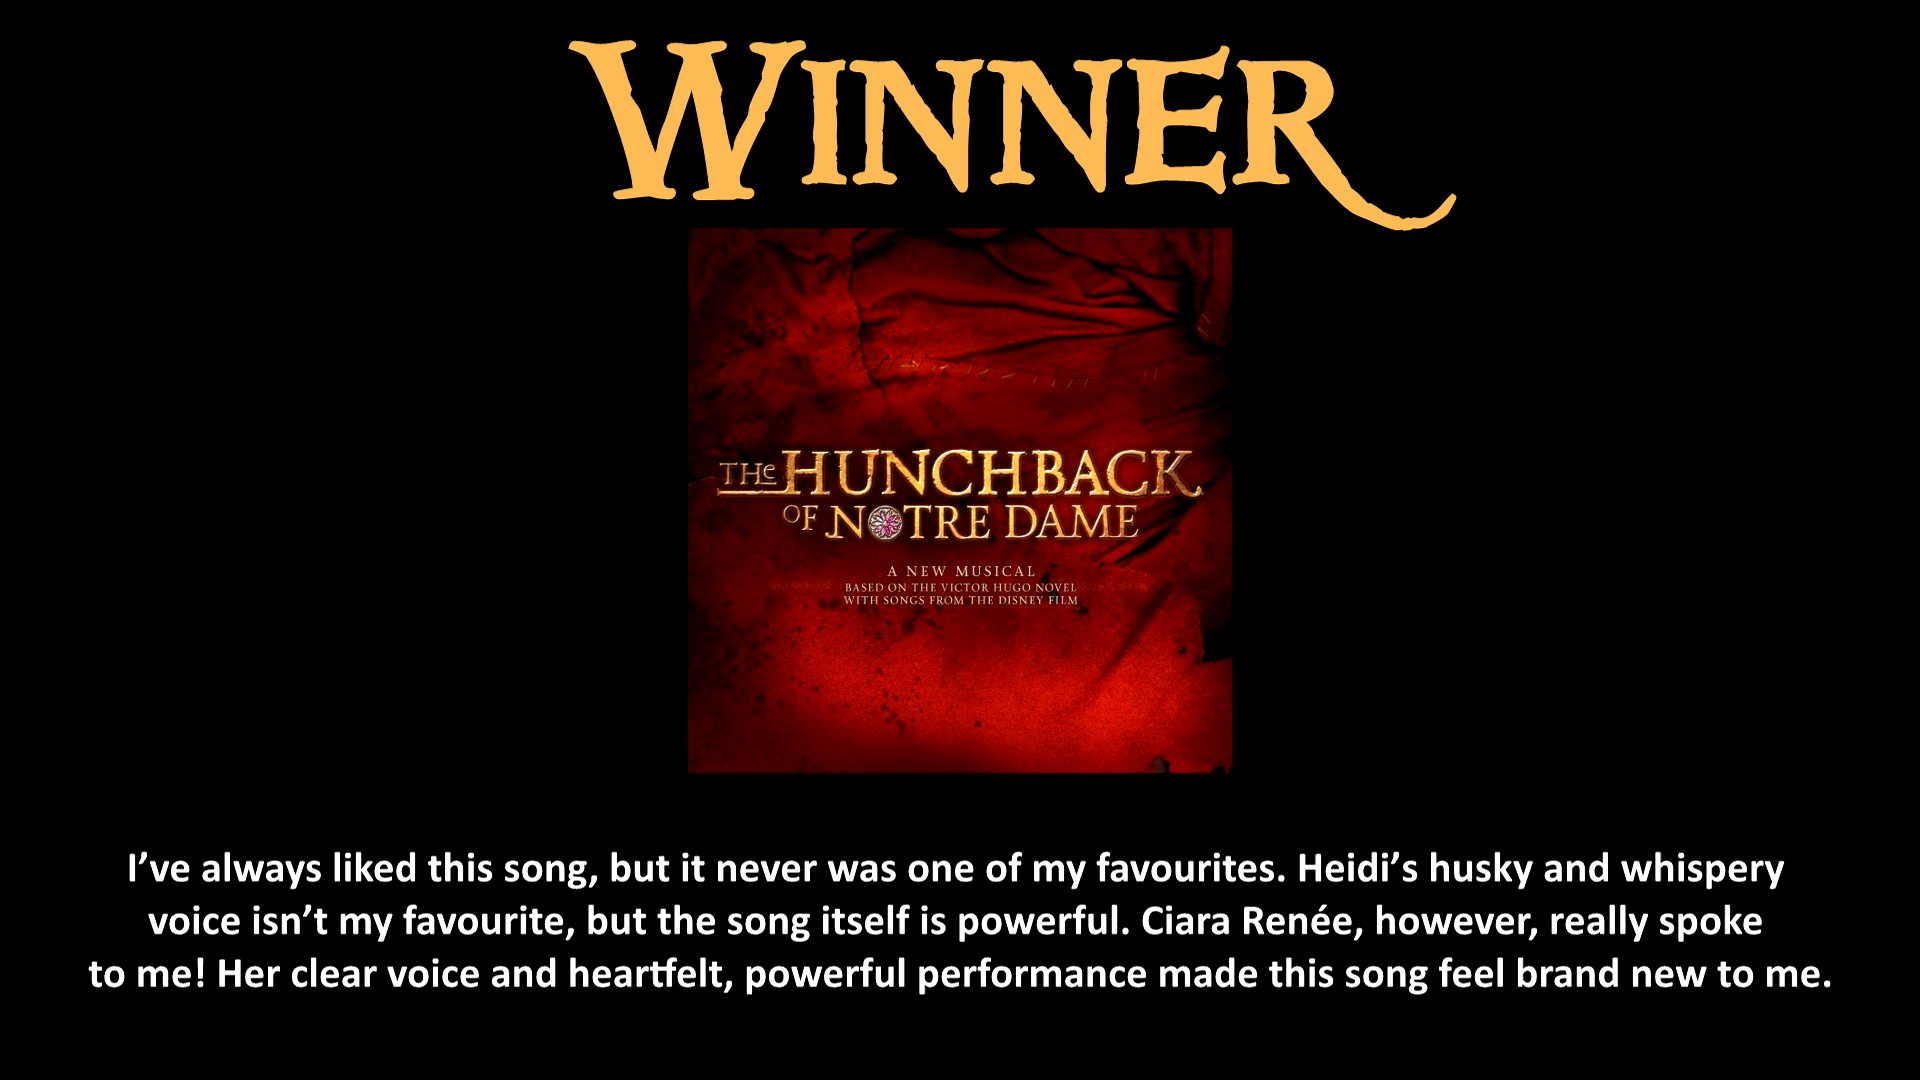 WINNER
THE HUNCHBACK
OF NOTRE DAME
A NEW MUSICAL
BASED ON THE VICTOR HUGO NOVEL
WITH SONGS FROM THE DISNEY FILM
I’ve always liked this song, but it never was one of my favourites. Heidi’s husky and whispery
voice isn’t my favourite, but the song itself is powerful. Ciara Renée, however, really spoke
to me! Her clear voice and heartfelt, powerful performance made this song feel brand new to me.